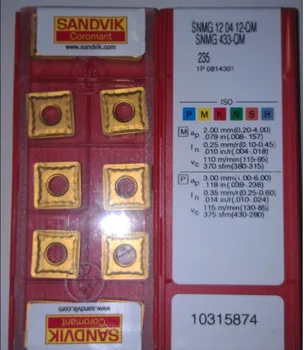 SANDVIK
Coromant
www.sandvik.com
SNMG 12 04 12-QM
SNMG 433-QM
235
1P 0814301
ISO
P M K N S H
M ap 2.00 mm(0.20-4.00)
.079 in(.008-.157)
fn 0.25 mm/r(0.10-0.45)
.010 in/r(.004-.018)
vc 110 m/min(115-95)
370 sfm(380-315)
P ap 3.00 mm(1.00-6.00)
.118 in(.039-.236)
fn 0.35 mm/r(0.25-0.60)
.014 in/r(.010-.024)
vc 115 m/min(130-85)
375 sfm(430-280)
10315874
SANDVIK
Coromant
www.sandvik.com